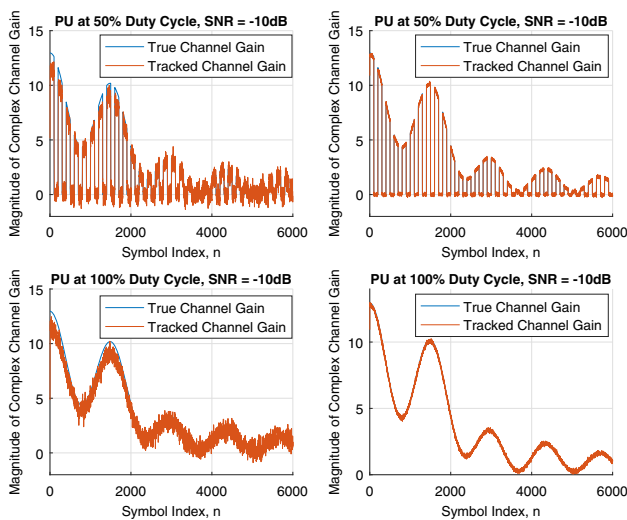 PU at 50% Duty Cycle, SNR = -10dB
Magnitude of Complex Channel Gain
15
10
5
0
True Channel Gain
Tracked Channel Gain
0 2000 4000 6000
Symbol Index, n
PU at 50% Duty Cycle, SNR = -10dB
Magnitude of Complex Channel Gain
15
10
5
0
True Channel Gain
Tracked Channel Gain
0 2000 4000 6000
Symbol Index, n
PU at 100% Duty Cycle, SNR = -10dB
Magnitude of Complex Channel Gain
15
10
5
0
True Channel Gain
Tracked Channel Gain
0 2000 4000 6000
Symbol Index, n
PU at 100% Duty Cycle, SNR = -10dB
Magnitude of Complex Channel Gain
15
10
5
0
True Channel Gain
Tracked Channel Gain
0 2000 4000 6000
Symbol Index, n